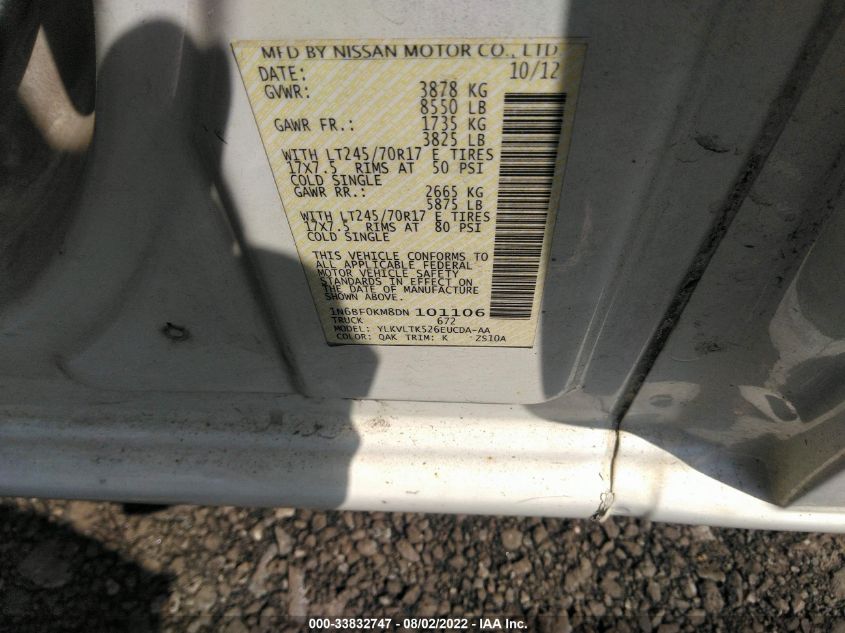 MFD BY NISSAN MOTOR CO., LTD
DATE: 10/12
GVWR: 3878 KG
8550 LB
GAWR FR.: 1735 KG
3825 LB
WITH LT245/70R17 E TIRES
17X7.5 RIMS AT 50 PSI
COLD SINGLE
GAWR RR.: 2665 KG
5875 LB
WITH LT245/70R17 E TIRES
17X7.5 RIMS AT 80 PSI
COLD SINGLE
THIS VEHICLE CONFORMS TO
ALL APPLICABLE FEDERAL
MOTOR VEHICLE SAFETY
STANDARDS IN EFFECT ON
THE DATE OF MANUFACTURE
SHOWN ABOVE.
1N6BF0KM8DN 101106
TRUCK 672
MODEL: YLKVLTK526EUCDA-AA
COLOR: QAK TRIM: K ZS10A
000-33832747 - 08/02/2022 - IAA Inc.